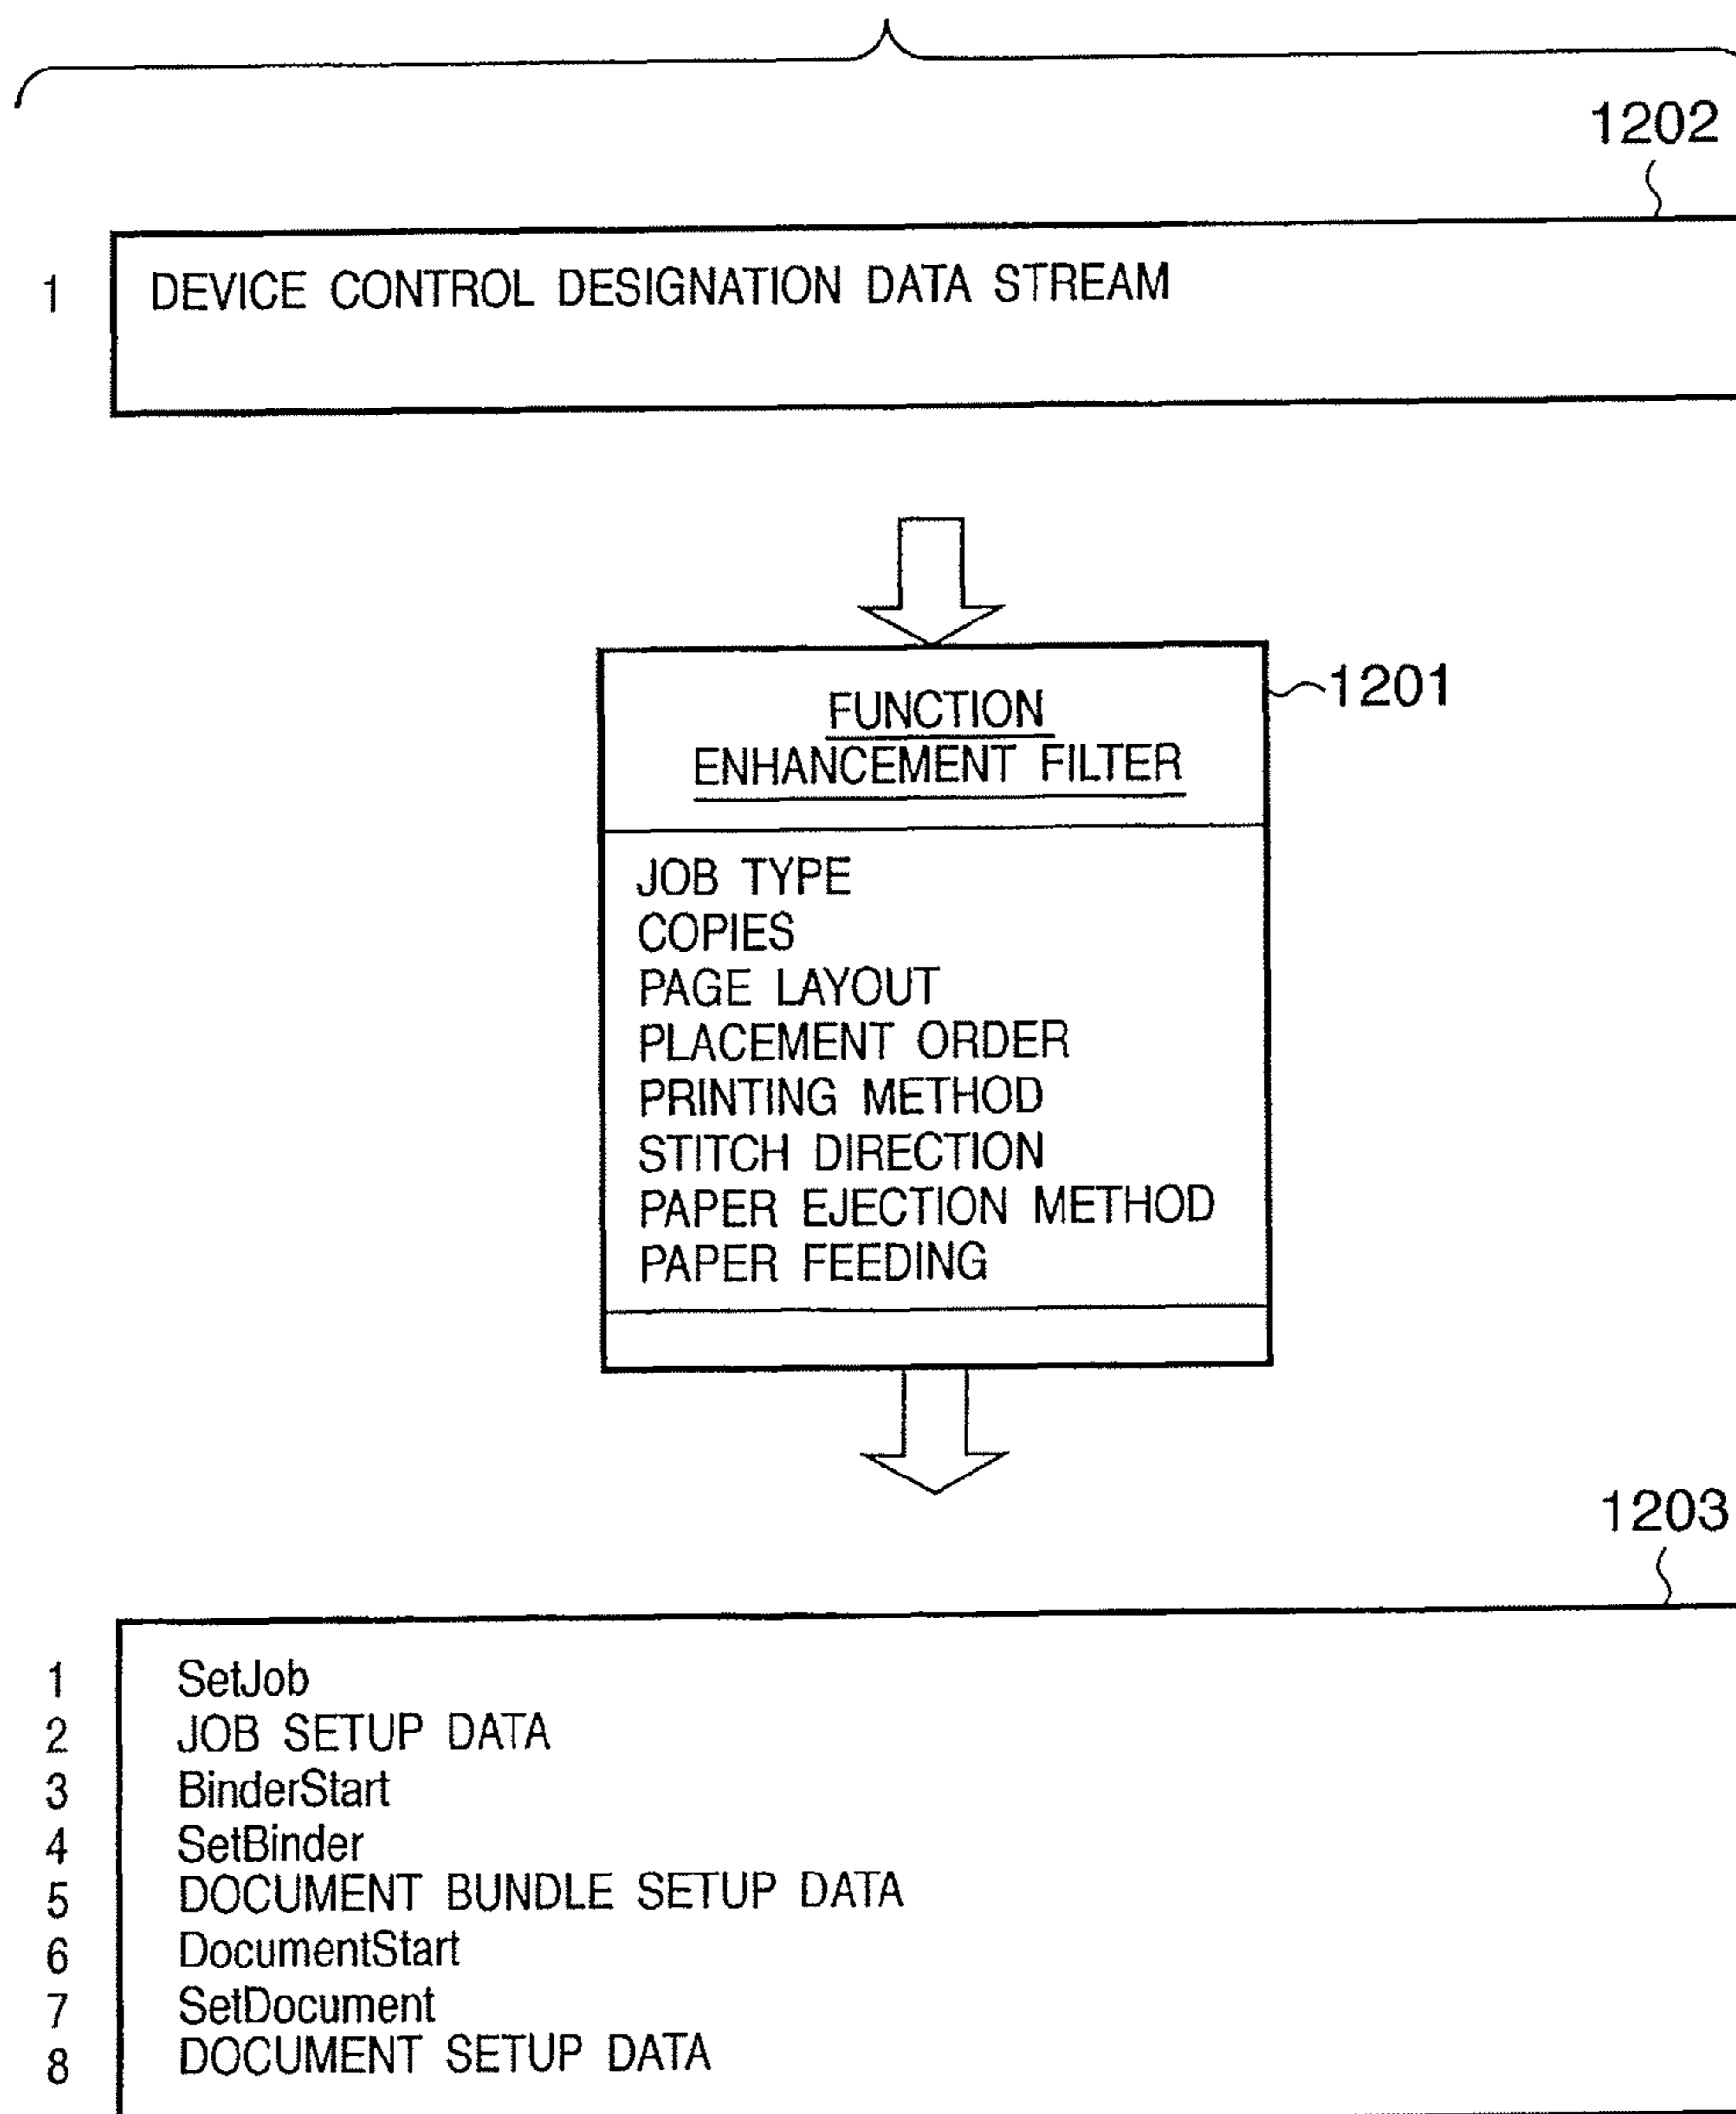 1202
1 DEVICE CONTROL DESIGNATION DATA STREAM
1201
FUNCTION
ENHANCEMENT FILTER
JOB TYPE
COPIES
PAGE LAYOUT
PLACEMENT ORDER
PRINTING METHOD
STITCH DIRECTION
PAPER EJECTION METHOD
PAPER FEEDING
1203
1 SetJob
2 JOB SETUP DATA
3 BinderStart
4 SetBinder
5 DOCUMENT BUNDLE SETUP DATA
6 DocumentStart
7 SetDocument
8 DOCUMENT SETUP DATA